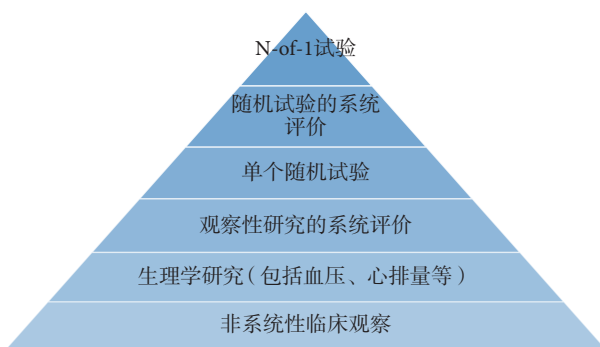 N-of-1试验
随机试验的系统
评价
单个随机试验
观察性研究的系统评价
生理学研究(包括血压、心排量等)
非系统性临床观察